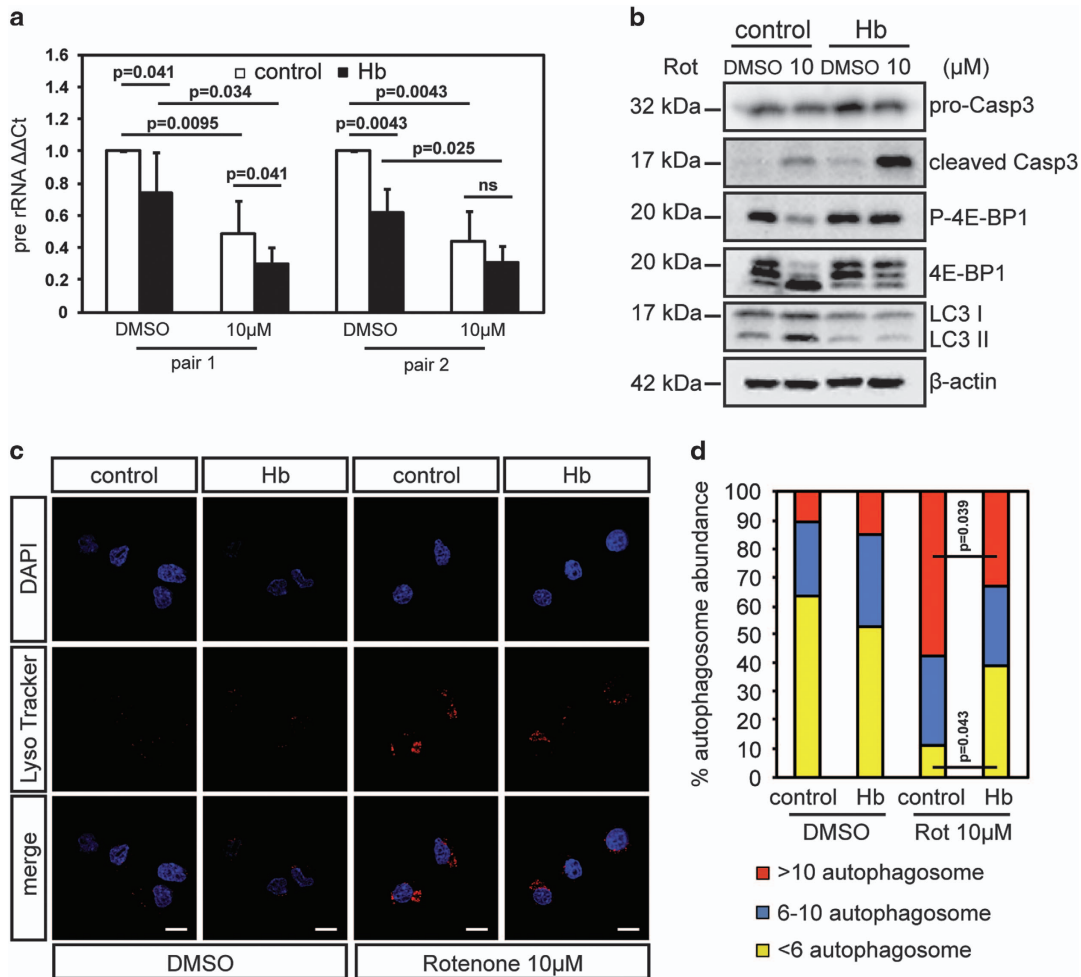 a
pre rRNA ΔΔCt
1.6
1.4
1.2
1.0
0.8
0.6
0.4
0.2
0
control
Hb
p=0.041
p=0.034
p=0.0095
p=0.041
p=0.0043
p=0.0043
p=0.025
ns
DMSO
10μM
DMSO
10μM
pair 1
pair 2
b
control
Hb
Rot
DMSO
10
DMSO
10
(μM)
32 kDa
pro-Casp3
17 kDa
cleaved Casp3
20 kDa
P-4E-BP1
20 kDa
4E-BP1
17 kDa
LC3 I
LC3 II
42 kDa
β-actin
c
control
Hb
control
Hb
DAPI
Lyso Tracker
merge
DMSO
Rotenone 10μM
d
% autophagosome abundance
100
90
80
70
60
50
40
30
20
10
0
p=0.039
p=0.043
control
Hb
control
Hb
DMSO
Rot 10μM
>10 autophagosome
6-10 autophagosome
<6 autophagosome